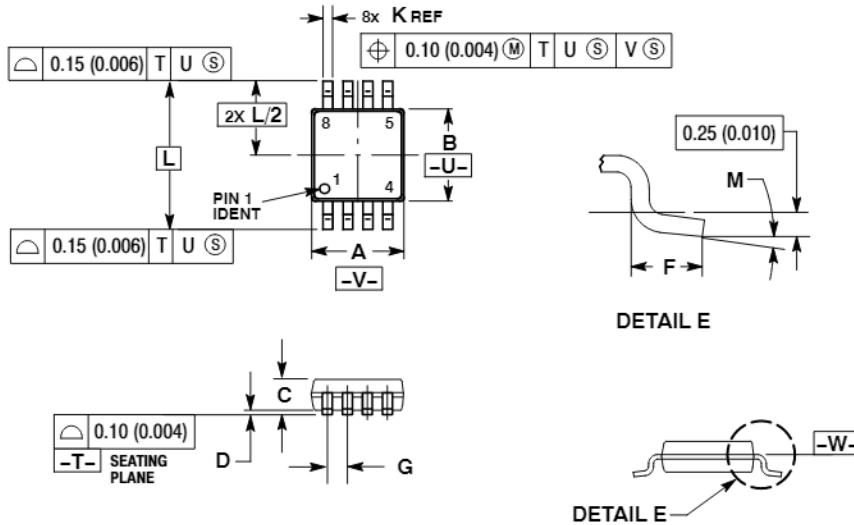 8x K REF
⌓ 0.15 (0.006) T U Ⓢ
⌖ 0.10 (0.004) Ⓜ T U Ⓢ V Ⓢ
2X L/2
L
8 5
1 4
PIN 1
IDENT
B
-U-
⌓ 0.15 (0.006) T U Ⓢ
A
-V-
0.25 (0.010)
M
F
DETAIL E
C
⌓ 0.10 (0.004)
-T- SEATING
PLANE
D
G
-W-
DETAIL E